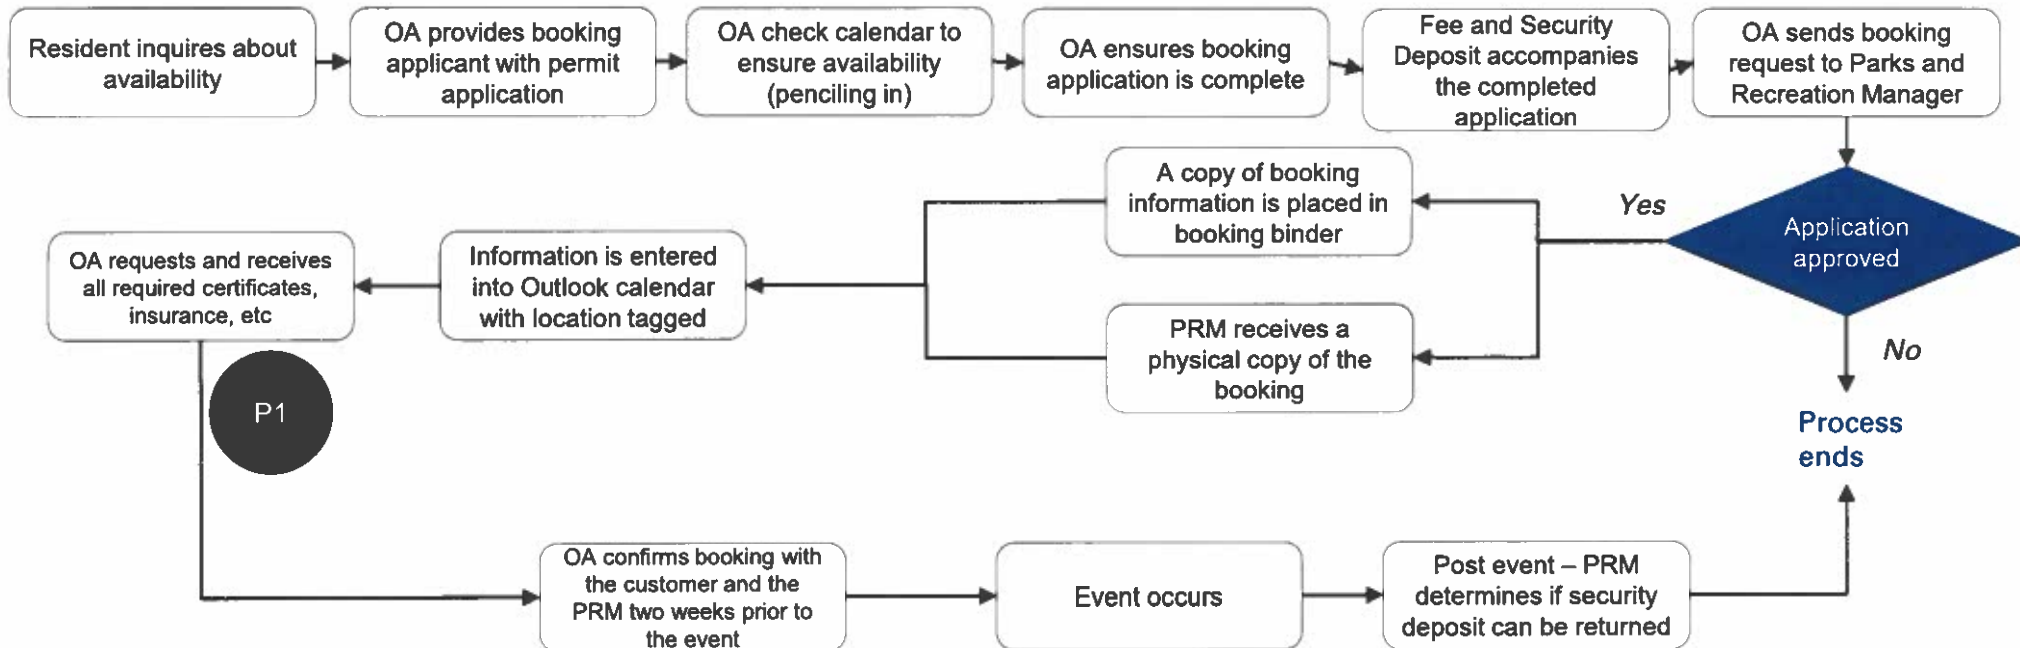 Resident inquires about
availability
OA provides booking
applicant with permit
application
OA check calendar to
ensure availability
(penciling in)
OA ensures booking
application is complete
Fee and Security
Deposit accompanies
the completed
application
OA sends booking
request to Parks and
Recreation Manager
Application
approved
Yes
No
A copy of booking
information is placed in
booking binder
PRM receives a
physical copy of the
booking
Information is entered
into Outlook calendar
with location tagged
OA requests and receives
all required certificates,
insurance, etc
P1
OA confirms booking with
the customer and the
PRM two weeks prior to
the event
Event occurs
Post event – PRM
determines if security
deposit can be returned
Process
ends